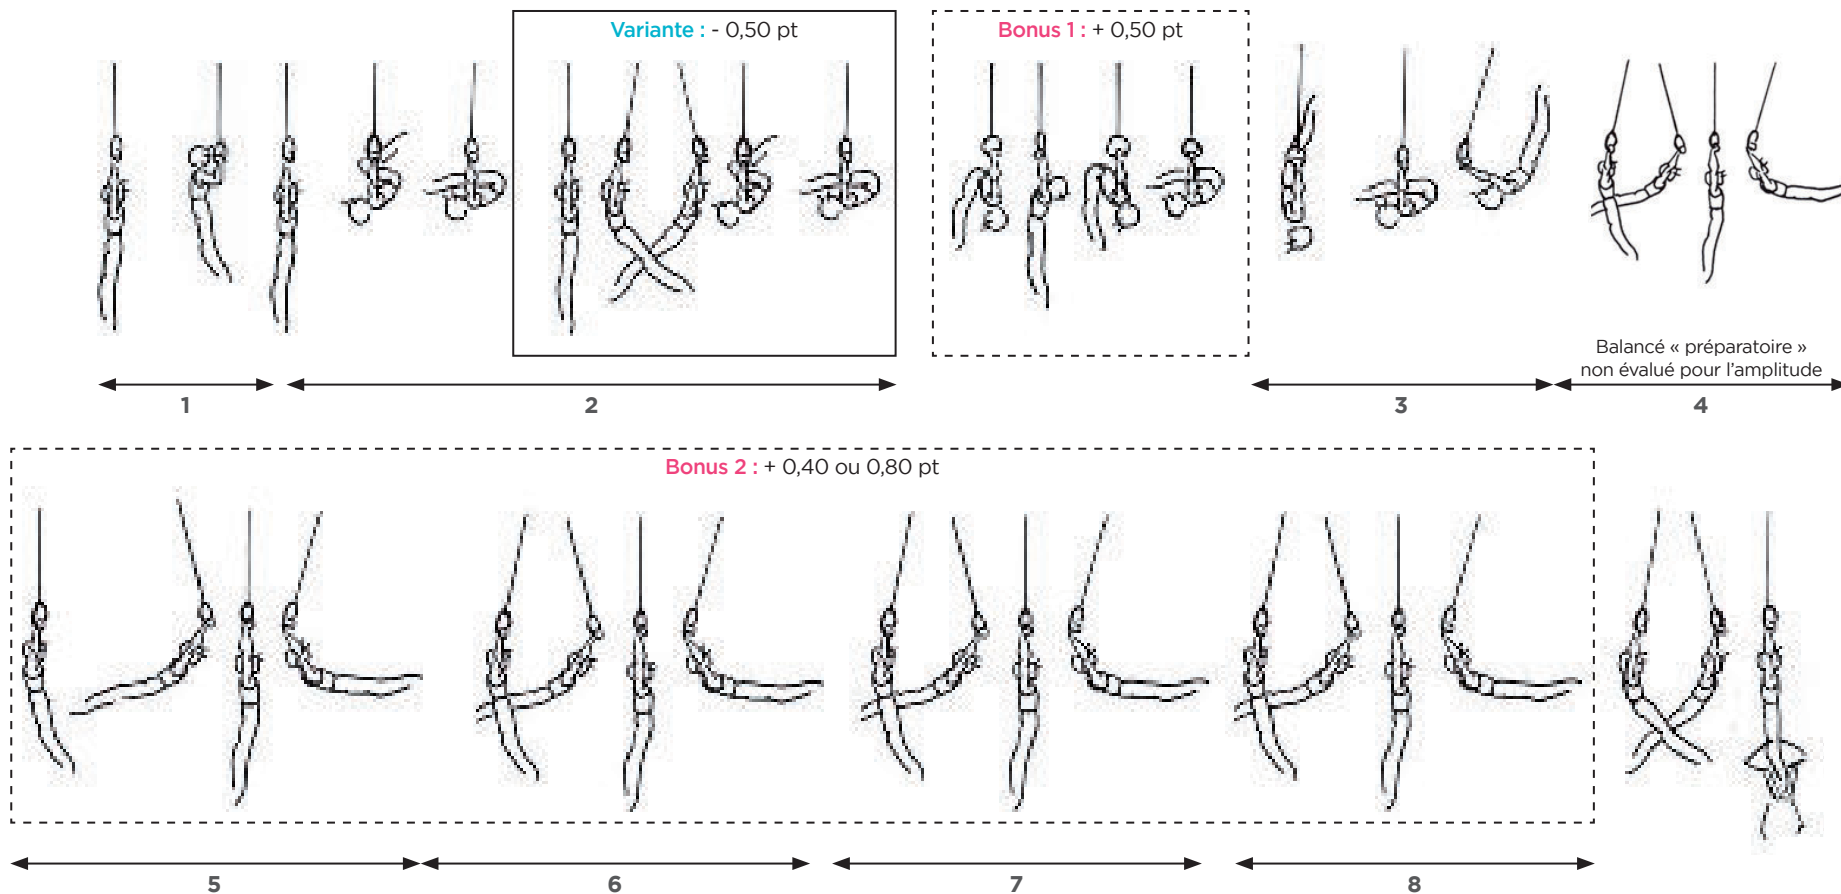 Variante : - 0,50 pt
Bonus 1 : + 0,50 pt
Balancé « préparatoire »
non évalué pour l'amplitude
1
2
3
4
Bonus 2 : + 0,40 ou 0,80 pt
5
6
7
8